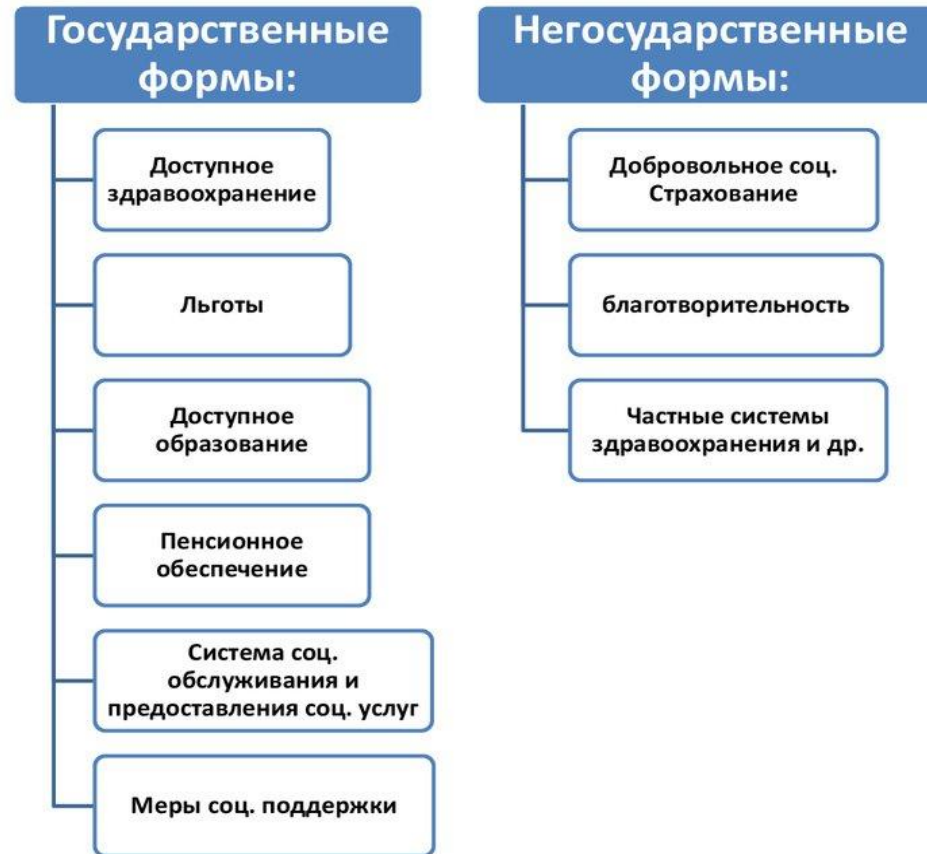 Государственные
формы:
Доступное
здравоохранение
Льготы
Доступное
образование
Пенсионное
обеспечение
Система соц.
обслуживания и
предоставления соц. услуг
Меры соц. поддержки
Негосударственные
формы:
Добровольное соц.
Страхование
благотворительность
Частные системы
здравоохранения и др.